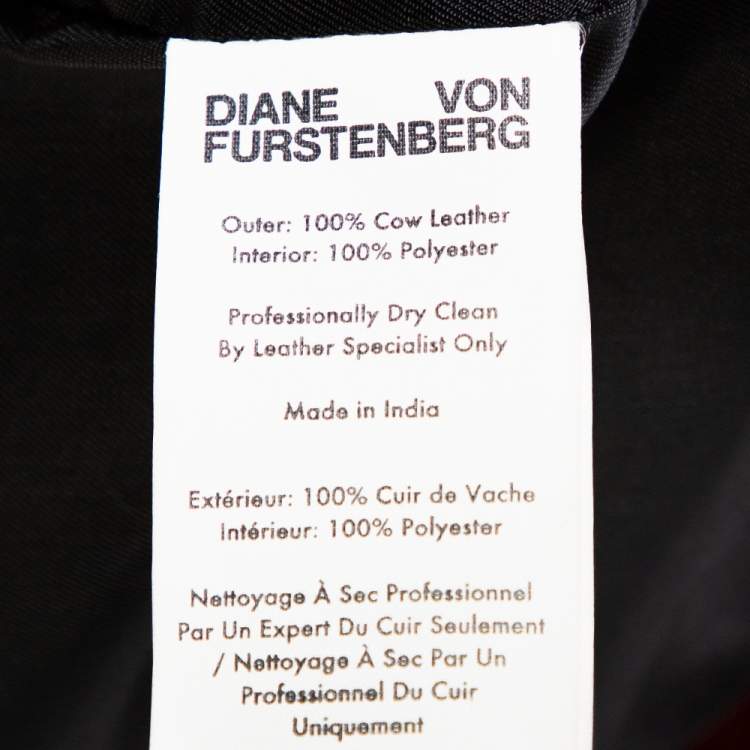 DIANE VON
FURSTENBERG
Outer: 100% Cow Leather
Interior: 100% Polyester
Professionally Dry Clean
By Leather Specialist Only
Made in India
Extérieur: 100% Cuir de Vache
Intérieur: 100% Polyester
Nettoyage À Sec Professionnel
Par Un Expert Du Cuir Seulement
/ Nettoyage À Sec Par Un
Professionnel Du Cuir
Uniquement